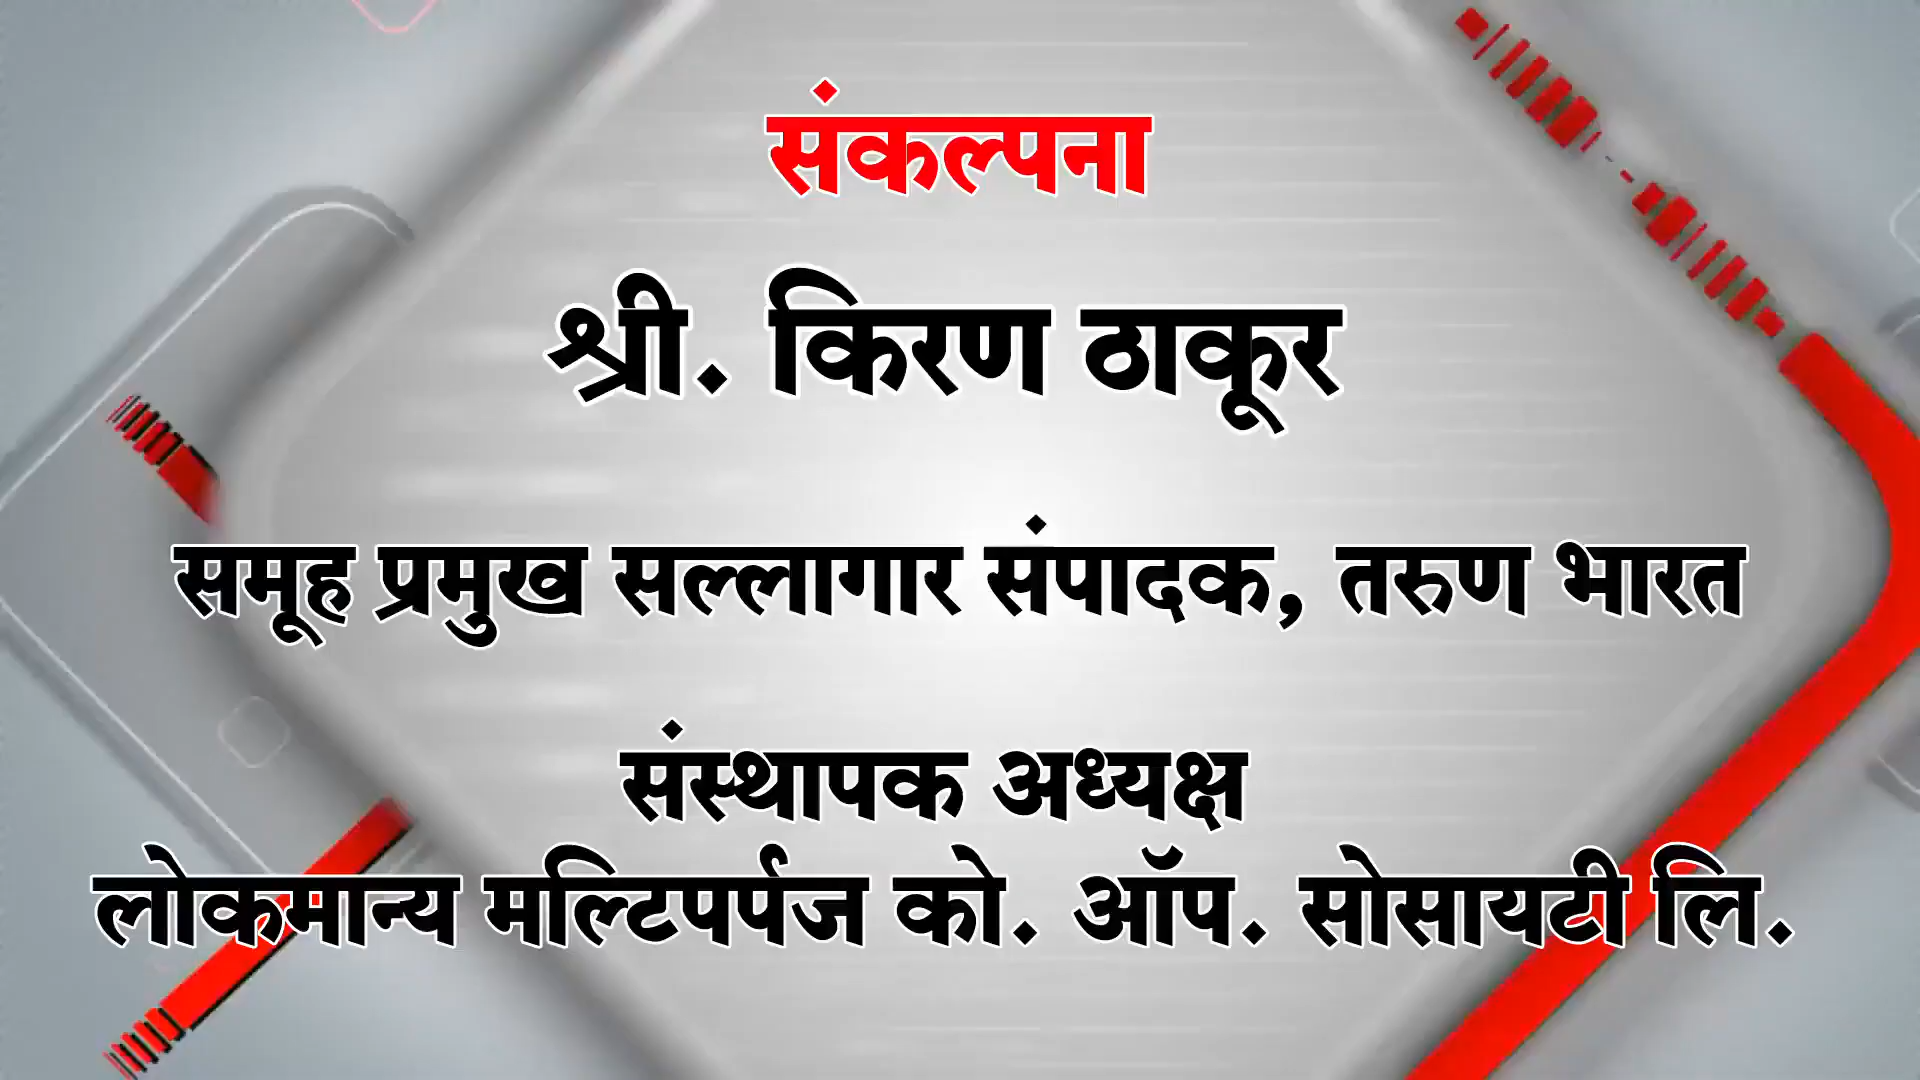 संकल्पना
श्री. किरण ठाकूर
समूह प्रमुख सल्लागार संपादक, तरुण भारत
संस्थापक अध्यक्ष
लोकमान्य मल्टिपर्पज को. ऑप. सोसायटी लि.